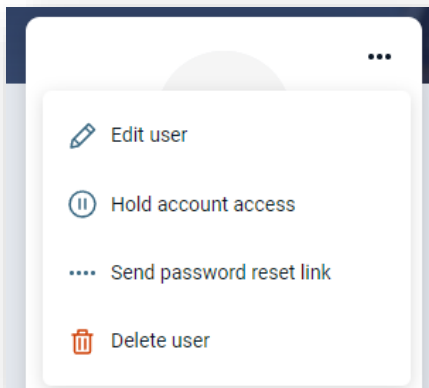 Edit user
Hold account access
Send password reset link
Delete user